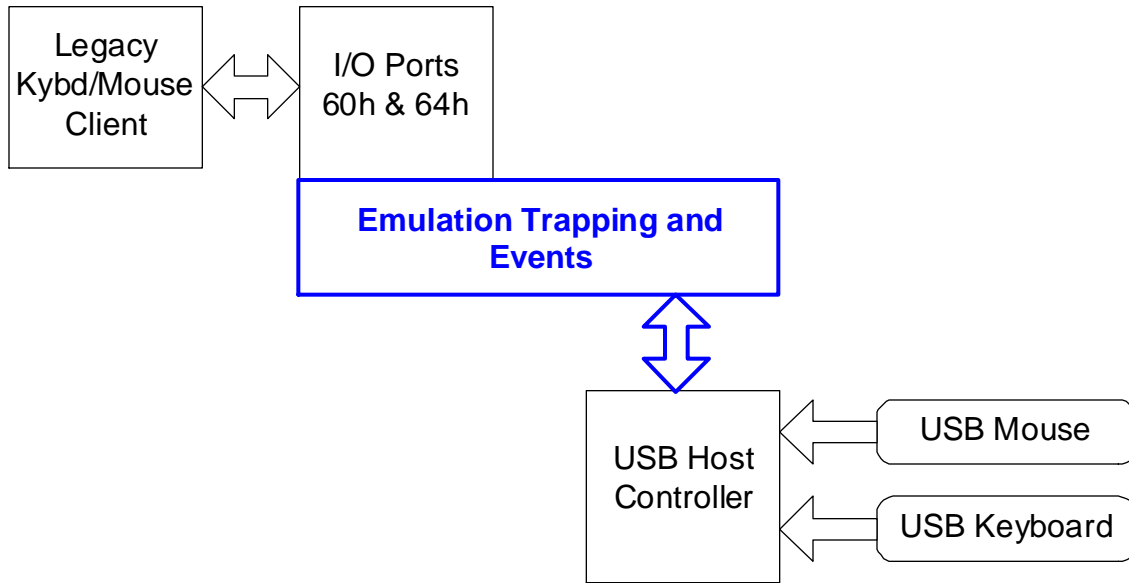 Legacy
Kybd/Mouse
Client
I/O Ports
60h & 64h
Emulation Trapping and
Events
USB Host
Controller
USB Mouse
USB Keyboard